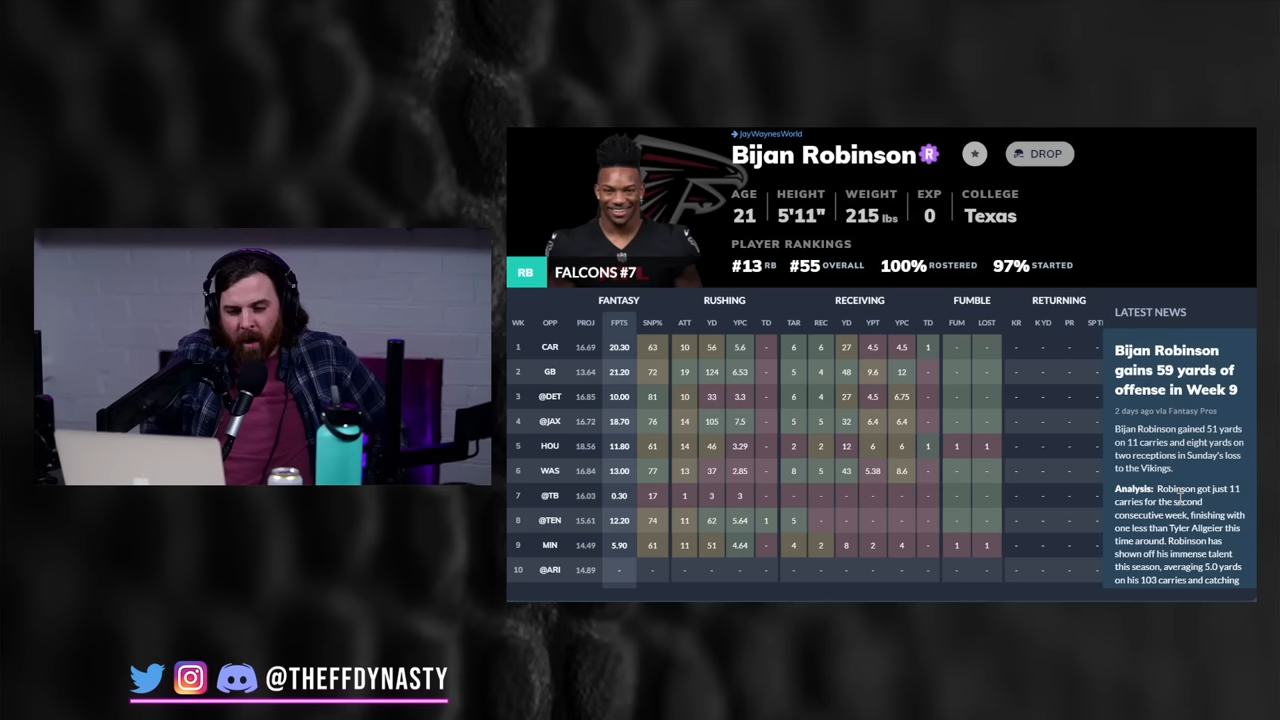 JayWaynesWorld
Bijan Robinson R
DROP
AGE HEIGHT WEIGHT EXP COLLEGE
21 5'11" 215 lbs 0 Texas
PLAYER RANKINGS
#13 RB #55 OVERALL 100% ROSTERED 97% STARTED
RB FALCONS #7
FANTASY RUSHING RECEIVING FUMBLE RETURNING
WK OPP PROJ FPTS SNP% ATT YD YPC TD TAR REC YD YPT YPC TD FUM LOST KR KYD PR SP T
1 CAR 16.69 20.30 63 10 56 5.6 - 6 6 27 4.5 4.5 1 - - - - - -
2 GB 13.64 21.20 72 19 124 6.53 - 5 4 48 9.6 12 - - - - - - -
3 @DET 16.85 10.00 81 10 33 3.3 - 6 4 27 4.5 6.75 - - - - - - -
4 @JAX 16.72 18.70 76 14 105 7.5 - 5 5 32 6.4 6.4 - - - - - - -
5 HOU 18.56 11.80 61 14 46 3.29 - 2 2 12 6 6 1 1 1 - - - -
6 WAS 16.84 13.00 77 13 37 2.85 - 8 5 43 5.38 8.6 - - - - - - -
7 @TB 16.03 0.30 17 1 3 3 - - - - - - - - - - - - -
8 @TEN 15.61 12.20 74 11 62 5.64 1 5 - - - - - - - - - - -
9 MIN 14.49 5.90 61 11 51 4.64 - 4 2 8 2 4 - 1 1 - - - -
10 @ARI 14.89 - - - - - - - - - - - - - - - - - -
LATEST NEWS
Bijan Robinson
gains 59 yards of
offense in Week 9
2 days ago via Fantasy Pros
Bijan Robinson gained 51 yards
on 11 carries and eight yards on
two receptions in Sunday's loss
to the Vikings.
Analysis: Robinson got just 11
carries for the second
consecutive week, finishing with
one less than Tyler Allgeier this
time around. Robinson has
shown off his immense talent
this season, averaging 5.0 yards
on his 103 carries and catching
@THEFFDYNASTY